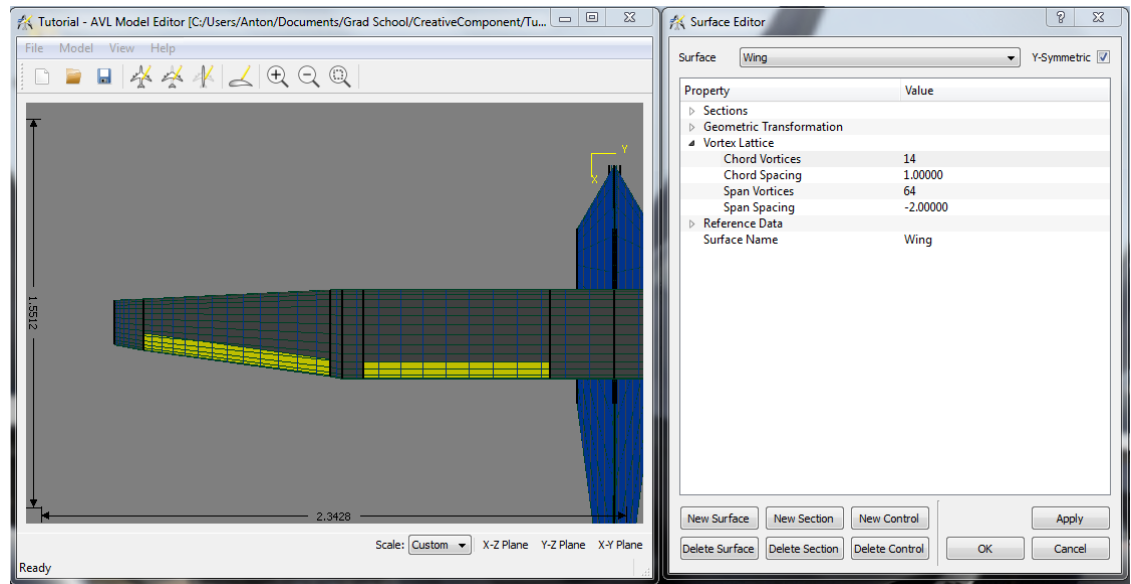 Tutorial - AVL Model Editor [C:/Users/Anton/Documents/Grad School/CreativeComponent/Tu...
File Model View Help
Y
X
1.5512
2.3428
Scale: Custom X-Z Plane Y-Z Plane X-Y Plane
Ready
Surface Editor
Surface Wing Y-Symmetric
Property Value
Sections
Geometric Transformation
Vortex Lattice
Chord Vortices 14
Chord Spacing 1.00000
Span Vortices 64
Span Spacing -2.00000
Reference Data
Surface Name Wing
New Surface New Section New Control Apply
Delete Surface Delete Section Delete Control OK Cancel